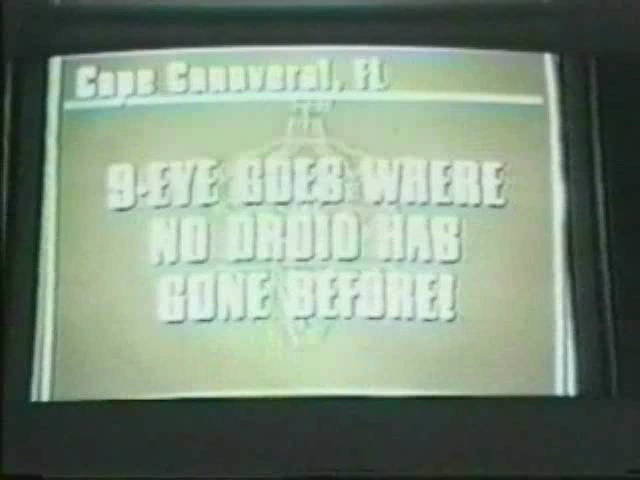 Cape Canaveral, FL
9-EYE GOES WHERE
NO DROID HAS
GONE BEFORE!